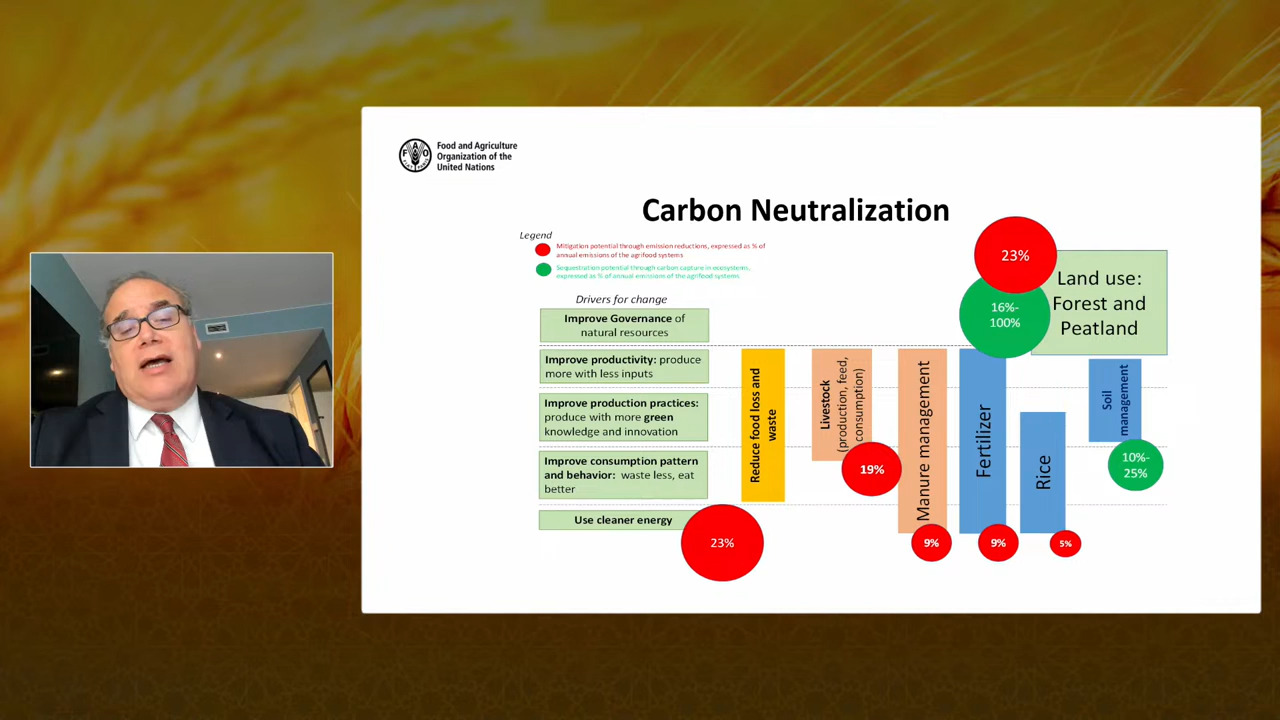 Food and Agriculture
Organization of the
United Nations
Carbon Neutralization
Legend
Mitigation potential through emission reductions, expressed as % of
annual emissions of the agrifood systems
Sequestration potential through carbon capture in ecosystems,
expressed as % of annual emissions of the agrifood systems.
Drivers for change
Improve Governance of
natural resources
Improve productivity: produce
more with less inputs
Improve production practices:
produce with more green
knowledge and innovation
Improve consumption pattern
and behavior: waste less, eat
better
Use cleaner energy
23%
Reduce food loss and
waste
Livestock
(production, feed,
consumption)
19%
Manure management
9%
Fertilizer
9%
Rice
5%
23%
16%-
100%
Land use:
Forest and
Peatland
Soil
management
10%-
25%